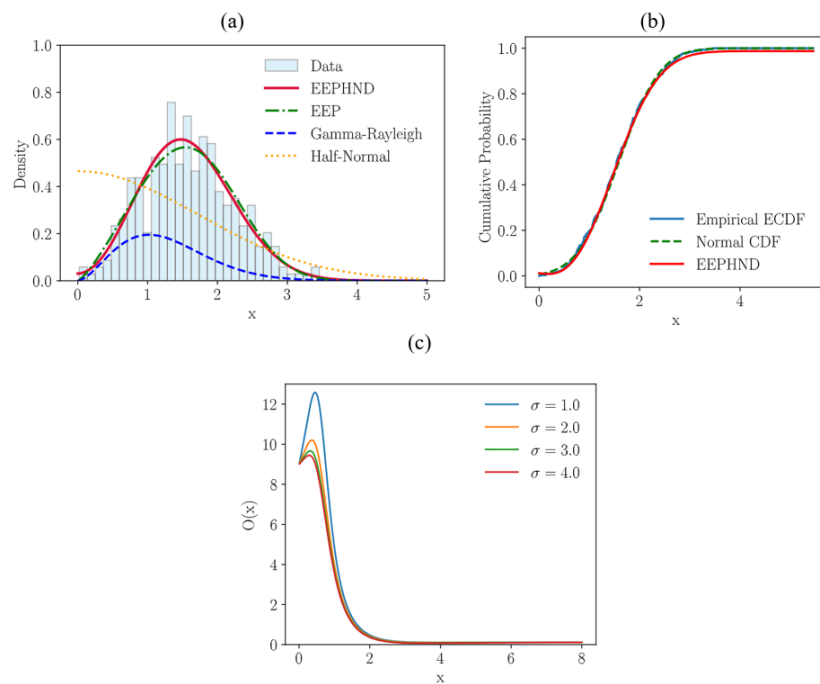 (a)
1.0
0.8
0.6
0.4
0.2
0.0
Density
0
1
2
3
4
5
x
Data
EEPHND
EEP
Gamma-Rayleigh
Half-Normal
(b)
1.0
0.8
0.6
0.4
0.2
0.0
Cumulative Probability
0
2
4
x
Empirical ECDF
Normal CDF
EEPHND
(c)
12
10
8
6
4
2
0
O(x)
0
2
4
6
8
x
σ = 1.0
σ = 2.0
σ = 3.0
σ = 4.0